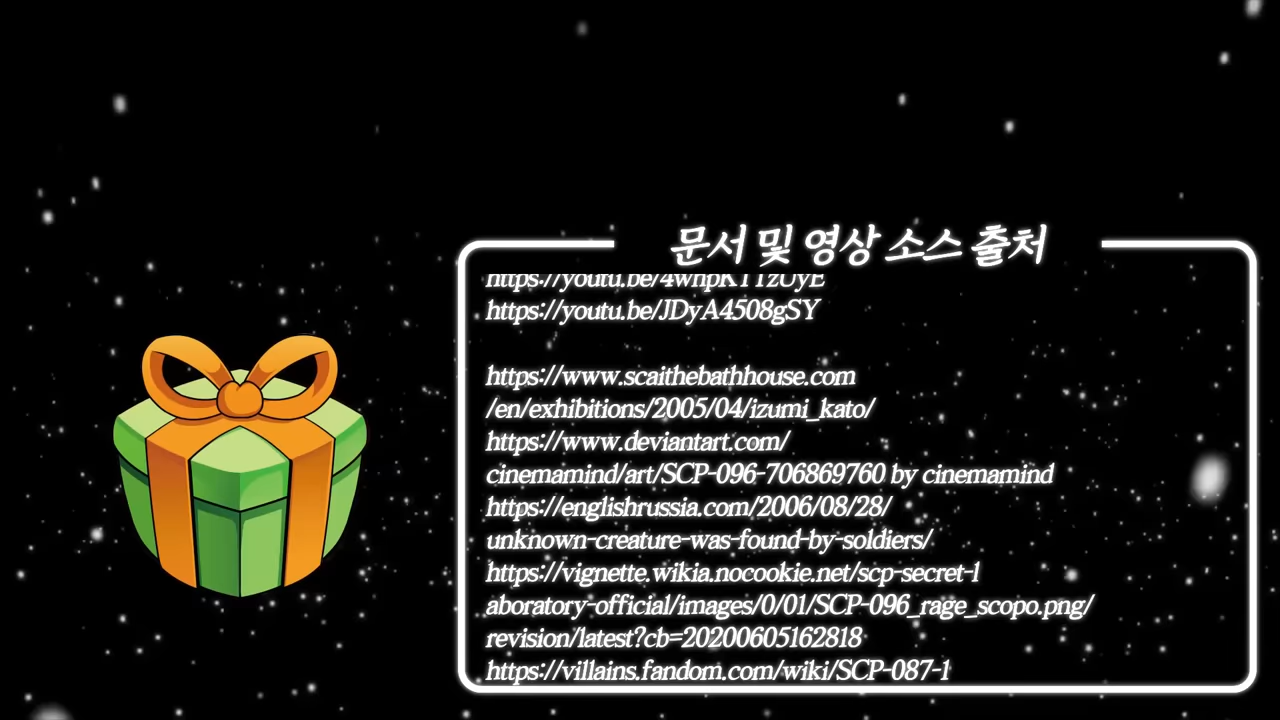 문서 및 영상 소스 출처
https://youtu.be/JDyA4508gSY
https://www.scaithebathhouse.com
/en/exhibitions/2005/04/izumi_kato/
https://www.deviantart.com/
cinemamind/art/SCP-096-706869760 by cinemamind
https://englishrussia.com/2006/08/28/
unknown-creature-was-found-by-soldiers/
https://vignette.wikia.nocookie.net/scp-secret-l
aboratory-official/images/0/01/SCP-096_rage_scopo.png/
revision/latest?cb=20200605162818
https://villains.fandom.com/wiki/SCP-087-1